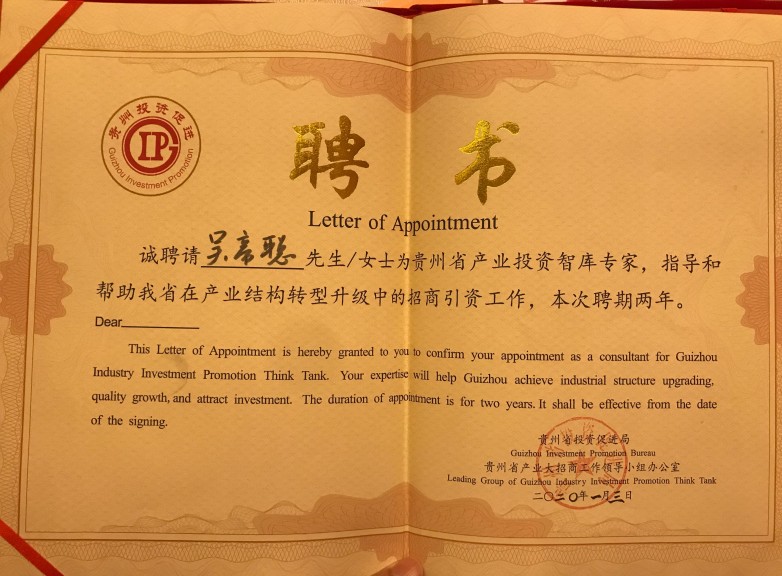 贵州投资促进
IPG
Guizhou Investment Promotion
聘书
Letter of Appointment
诚聘请吴帝聪先生/女士为贵州省产业投资智库专家，指导和
帮助我省在产业结构转型升级中的招商引资工作，本次聘期两年。
Dear
This Letter of Appointment is hereby granted to you to confirm your appointment as a consultant for Guizhou
Industry Investment Promotion Think Tank. Your expertise will help Guizhou achieve industrial structure upgrading,
quality growth, and attract investment. The duration of appointment is for two years. It shall be effective from the date
of the signing.
贵州省投资促进局
Guizhou Investment Promotion Bureau
贵州省产业大招商工作领导小组办公室
Leading Group of Guizhou Industry Investment Promotion Think Tank
二〇二〇年一月三日